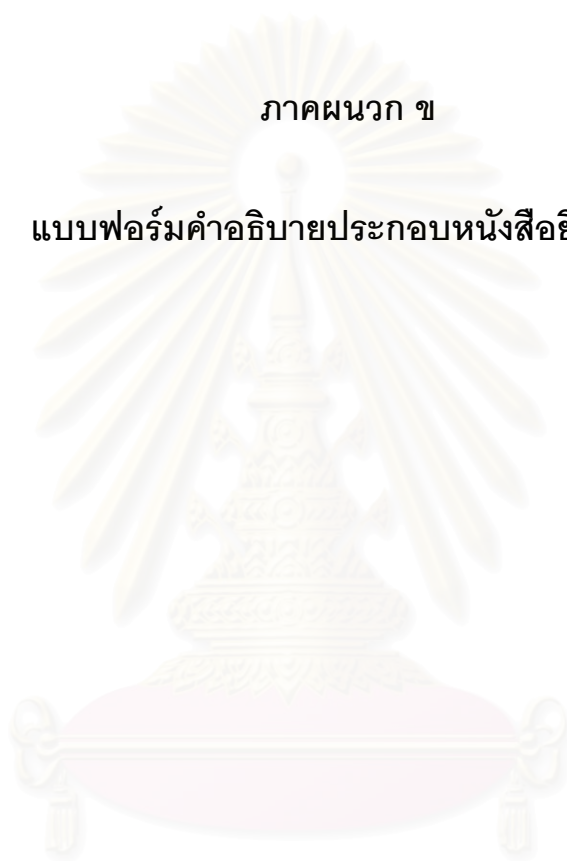 ภาคผนวก ข
แบบฟอร์มคำอธิบายประกอบหนังสือยิ